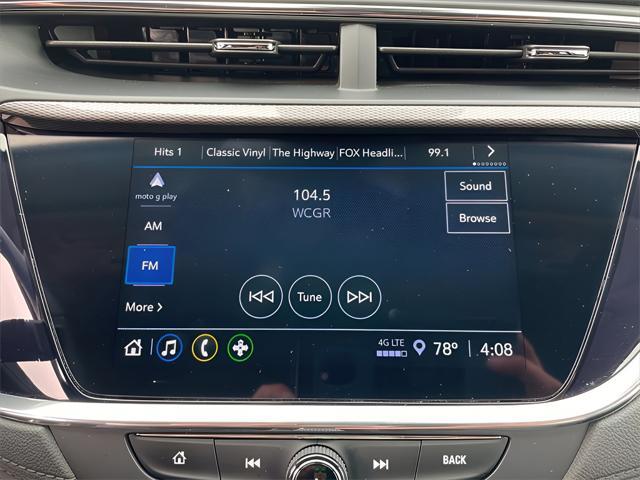 Hits 1 Classic Vinyl The Highway FOX Headli... 99.1
moto g play
104.5
WCGR
Sound
AM
Browse
FM
More
Tune
4G LTE
78° 4:08
BACK